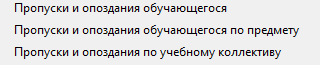 Пропуски и опоздания обучающегося
Пропуски и опоздания обучающегося по предмету
Пропуски и опоздания по учебному коллективу